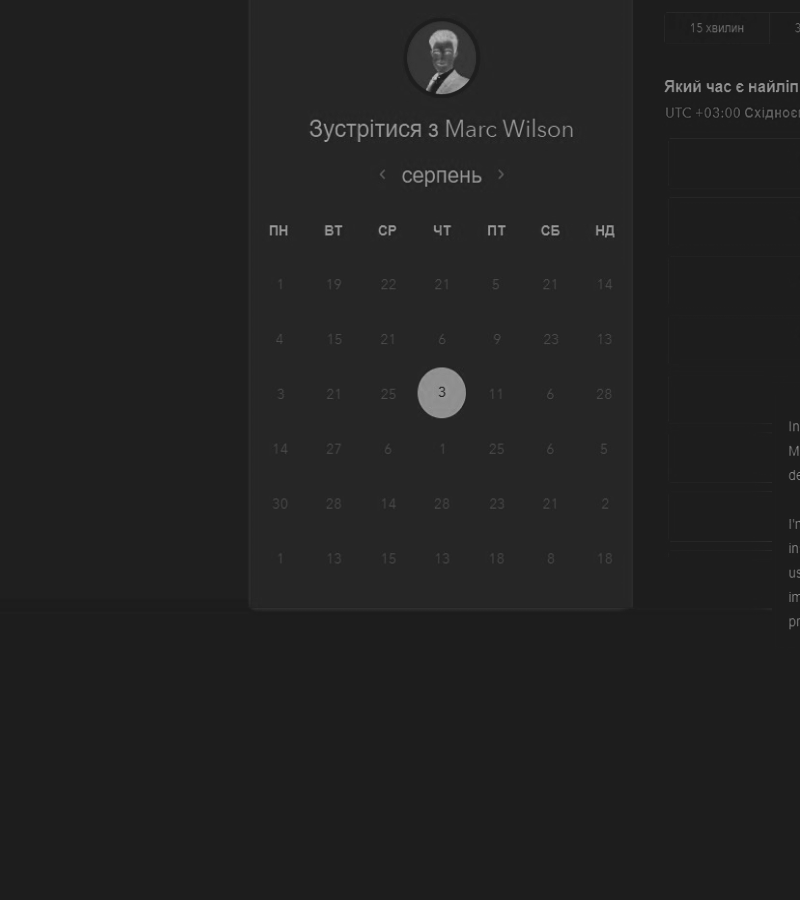 Зустрітися з Marc Wilson
серпень
ПН ВТ СР ЧТ ПТ СБ НД
1 19 22 21 5 21 14
4 15 21 6 9 23 13
3 21 25 3 11 6 28
14 27 6 1 25 6 5
30 28 14 28 23 21 2
1 13 15 13 18 8 18
15 хвилин 3
Який час є найліп
UTC +03:00 Східноє
In
M
de
I'm
in
us
im
pr